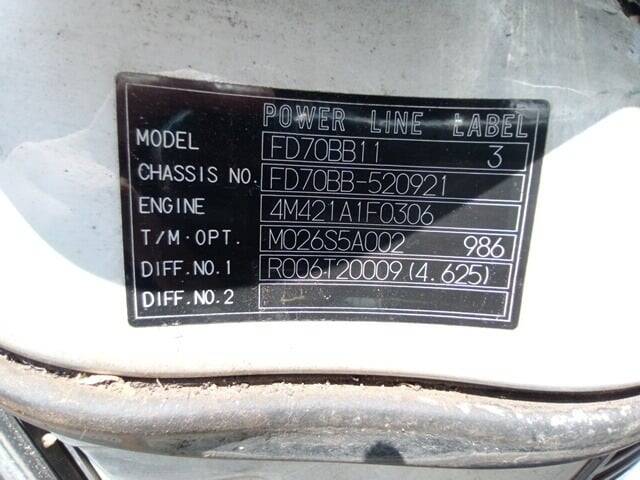 POWER LINE LABEL
MODEL FD70BB11 3
CHASSIS NO. FD70BB-520921
ENGINE 4M421A1F0306
T/M·OPT. M026S5A002 986
DIFF.NO.1 R006T20009(4.625)
DIFF.NO.2